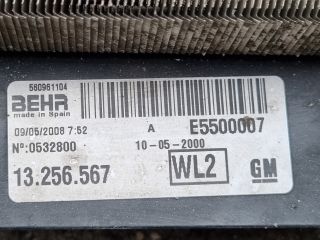 560961104
BEHR
made in Spain
09/05/2008 7:52 A E5500007
Nº:0532800 10-05-2000
13.256.567 WL2 GM